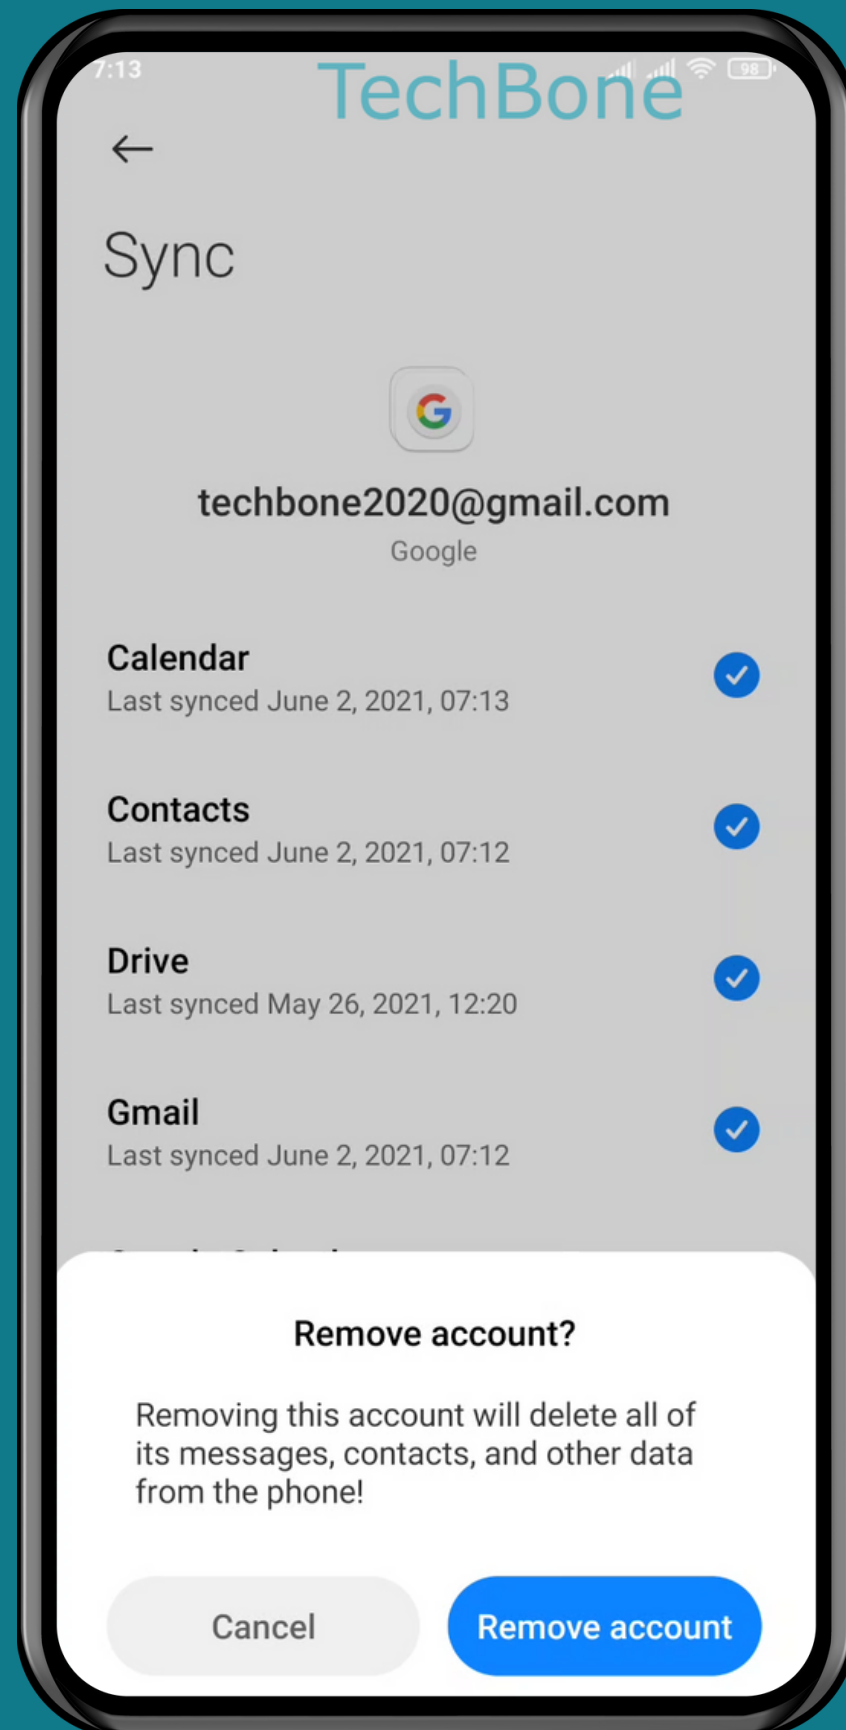 7:13
TechBone
98
Sync
G
techbone2020@gmail.com
Google
Calendar
Last synced June 2, 2021, 07:13
Contacts
Last synced June 2, 2021, 07:12
Drive
Last synced May 26, 2021, 12:20
Gmail
Last synced June 2, 2021, 07:12
Remove account?
Removing this account will delete all of
its messages, contacts, and other data
from the phone!
Cancel
Remove account